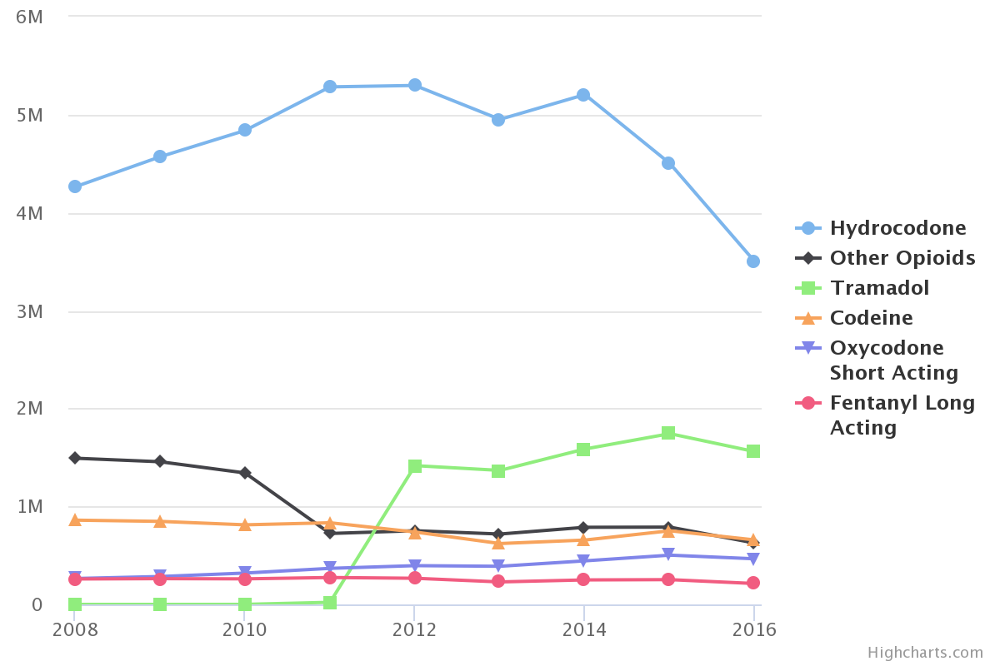 6M
5M
4M
3M
2M
1M
0
2008
2010
2012
2014
2016
Hydrocodone
Other Opioids
Tramadol
Codeine
Oxycodone
Short Acting
Fentanyl Long
Acting
Highcharts.com